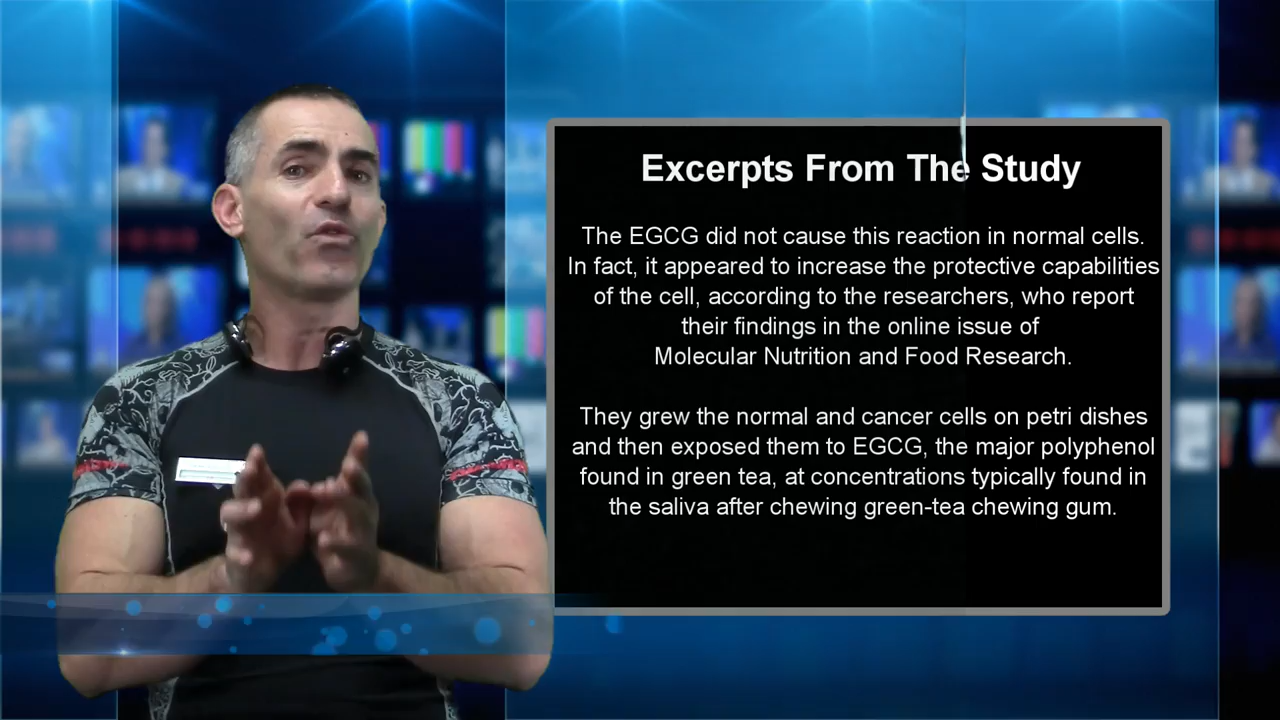 Excerpts From The Study
The EGCG did not cause this reaction in normal cells.
In fact, it appeared to increase the protective capabilities
of the cell, according to the researchers, who report
their findings in the online issue of
Molecular Nutrition and Food Research.
They grew the normal and cancer cells on petri dishes
and then exposed them to EGCG, the major polyphenol
found in green tea, at concentrations typically found in
the saliva after chewing green-tea chewing gum.